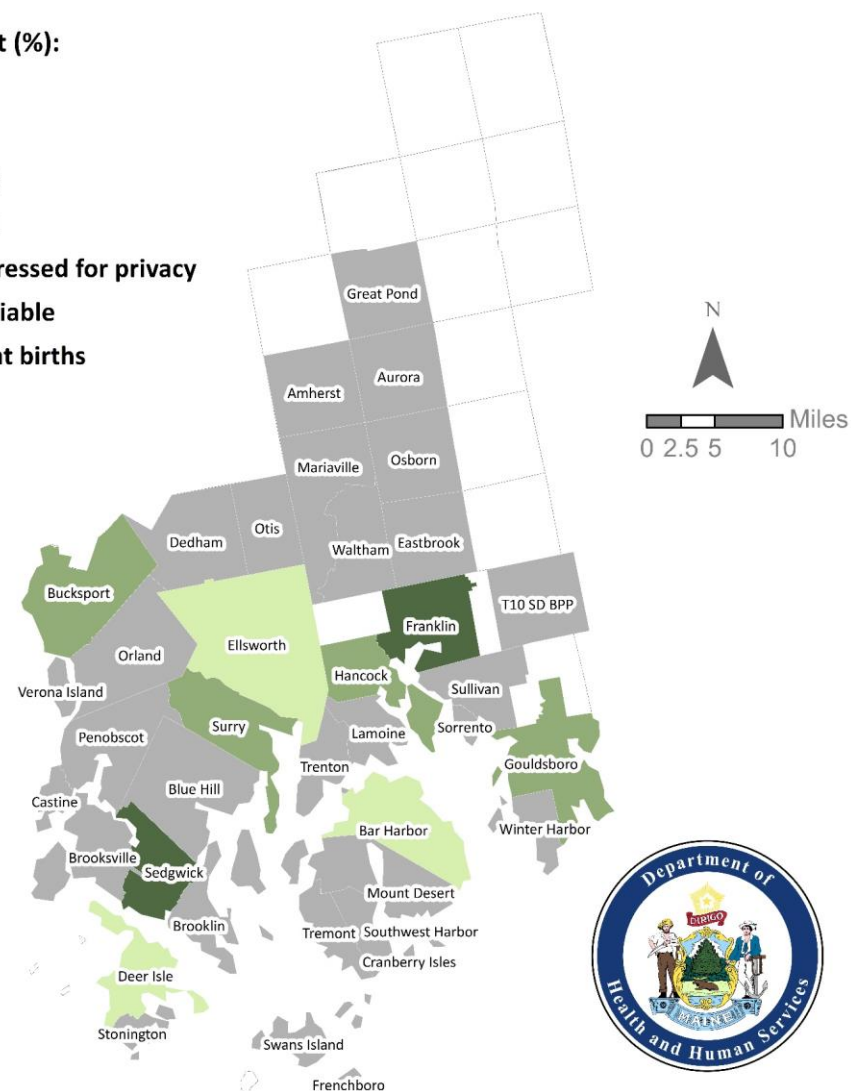 t (%):
ressed for privacy
iable
nt births
Great Pond
N
Aurora
Amherst
Miles
0 2.5 5 10
Osborn
Mariaville
Otis
Dedham
Waltham
Eastbrook
Bucksport
T10 SD BPP
Franklin
Ellsworth
Orland
Hancock
Sullivan
Verona Island
Surry
Sorrento
Penobscot
Lamoine
Trenton
Gouldsboro
Blue Hill
Castine
Bar Harbor
Winter Harbor
Brooksville
Sedgwick
Mount Desert
Brooklin
Tremont
Southwest Harbor
Cranberry Isles
Deer Isle
Stonington
Swans Island
Frenchboro
Department of
DIRIGO
MAINE
Health and Human Services